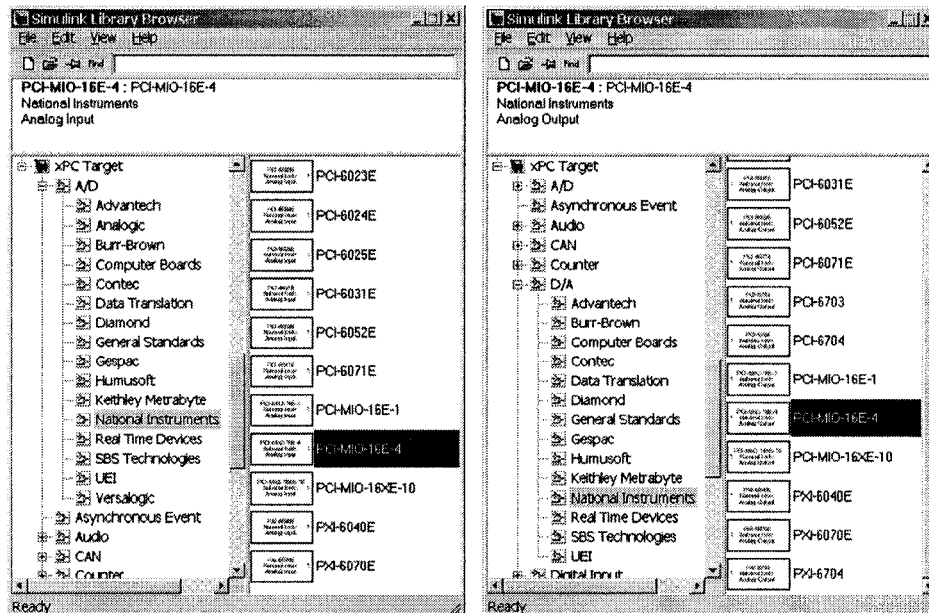 Simulink Library Browser
File Edit View Help
Find
PCI-MIO-16E-4 : PCI-MIO-16E-4
National Instruments
Analog Input
xPC Target
A/D
Advantech
Analogic
Burr-Brown
Computer Boards
Contec
Data Translation
Diamond
General Standards
Gespac
Humusoft
Keithley Metrabyte
National Instruments
Real Time Devices
SBS Technologies
UEI
Versalogic
Asynchronous Event
Audio
CAN
Counter
PCI-6023E
PCI-6024E
PCI-6025E
PCI-6031E
PCI-6052E
PCI-6071E
PCI-MIO-16E-1
PCI-MIO-16E-4
PCI-MIO-16XE-10
PXI-6040E
PXI-6070E
Ready
Simulink Library Browser
File Edit View Help
Find
PCI-MIO-16E-4 : PCI-MIO-16E-4
National Instruments
Analog Output
xPC Target
A/D
Asynchronous Event
Audio
CAN
Counter
D/A
Advantech
Burr-Brown
Computer Boards
Contec
Data Translation
Diamond
General Standards
Gespac
Humusoft
Keithley Metrabyte
National Instruments
Real Time Devices
SBS Technologies
UEI
Digital Input
PCI-6031E
PCI-6052E
PCI-6071E
PCI-6703
PCI-6704
PCI-MIO-16E-1
PCI-MIO-16E-4
PCI-MIO-16XE-10
PXI-6040E
PXI-6070E
PXI-6704
Ready